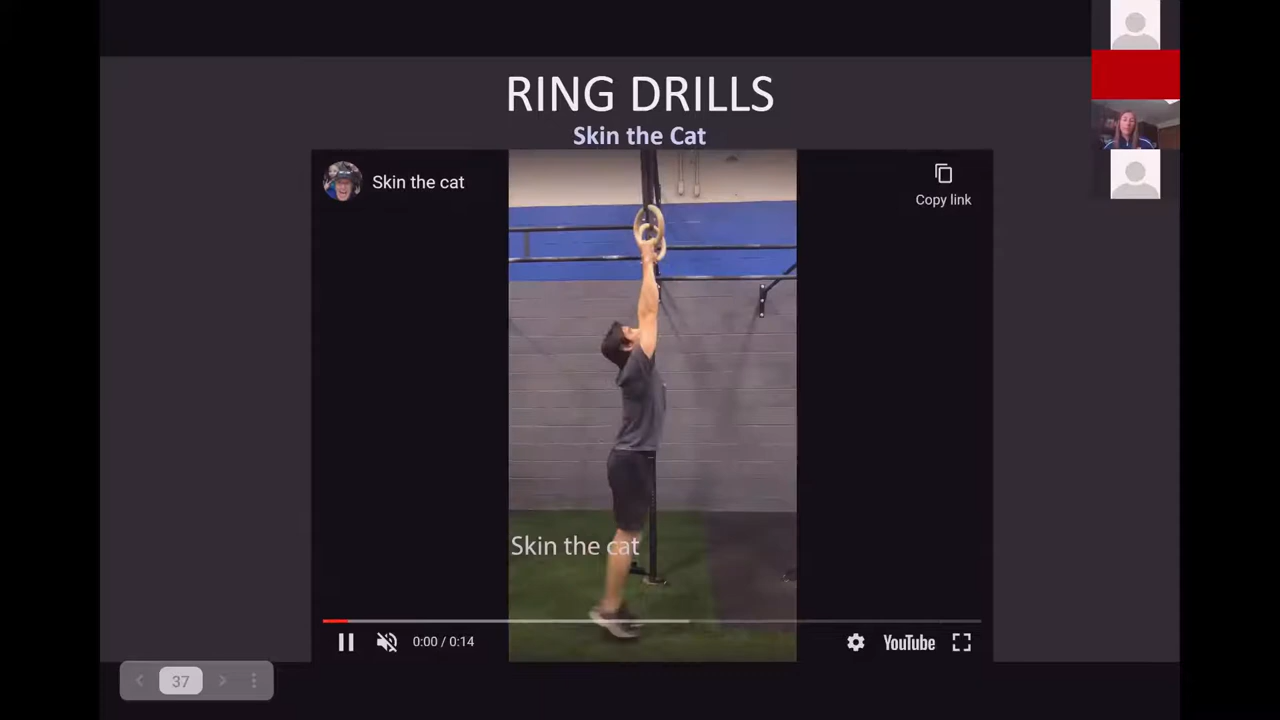 RING DRILLS
Skin the Cat
Skin the cat
Copy link
Skin the cat
0:00 / 0:14
YouTube
37